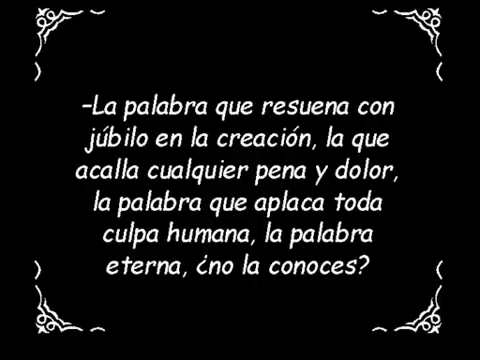 -La palabra que resuena con
júbilo en la creación, la que
acalla cualquier pena y dolor,
la palabra que aplaca toda
culpa humana, la palabra
eterna, ¿no la conoces?